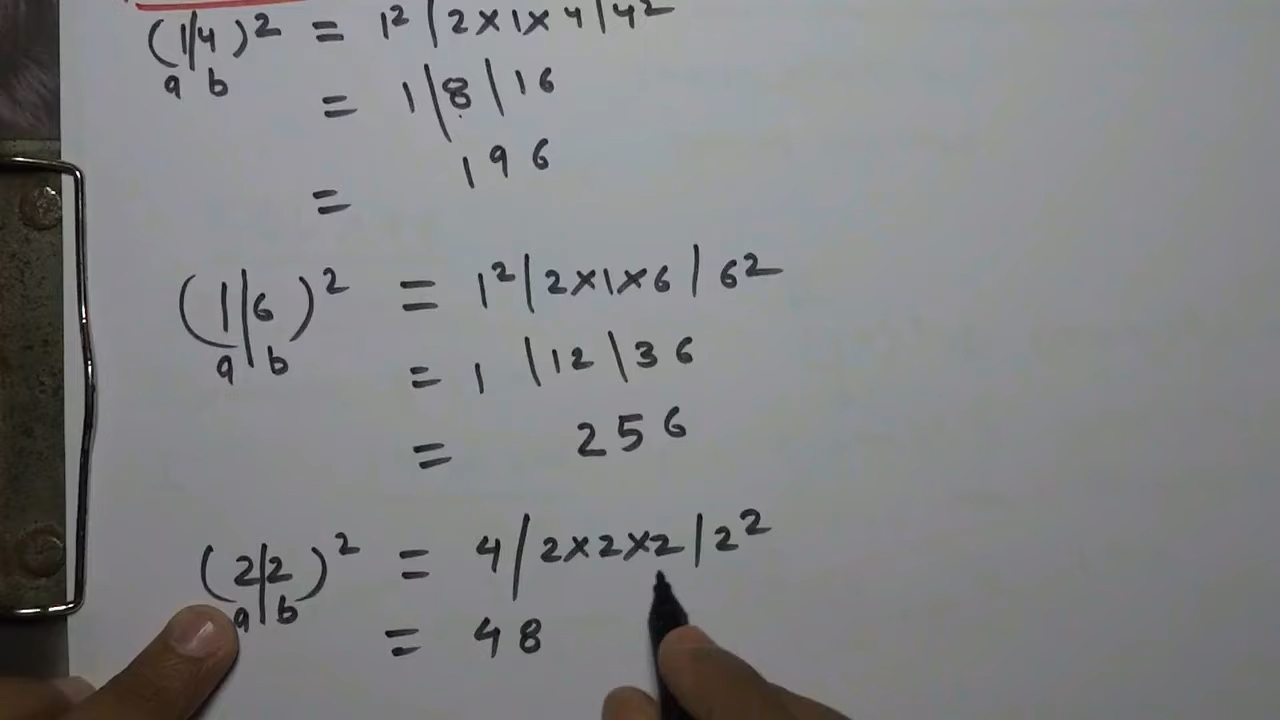 (1|4)² = 1²|2×1×4|4²
a b
= 1|8|16
= 196
(1|6)² = 1²|2×1×6|6²
a|b
= 1|12|36
= 256
(2|2)² = 4|2×2×2|2²
a|b
= 48